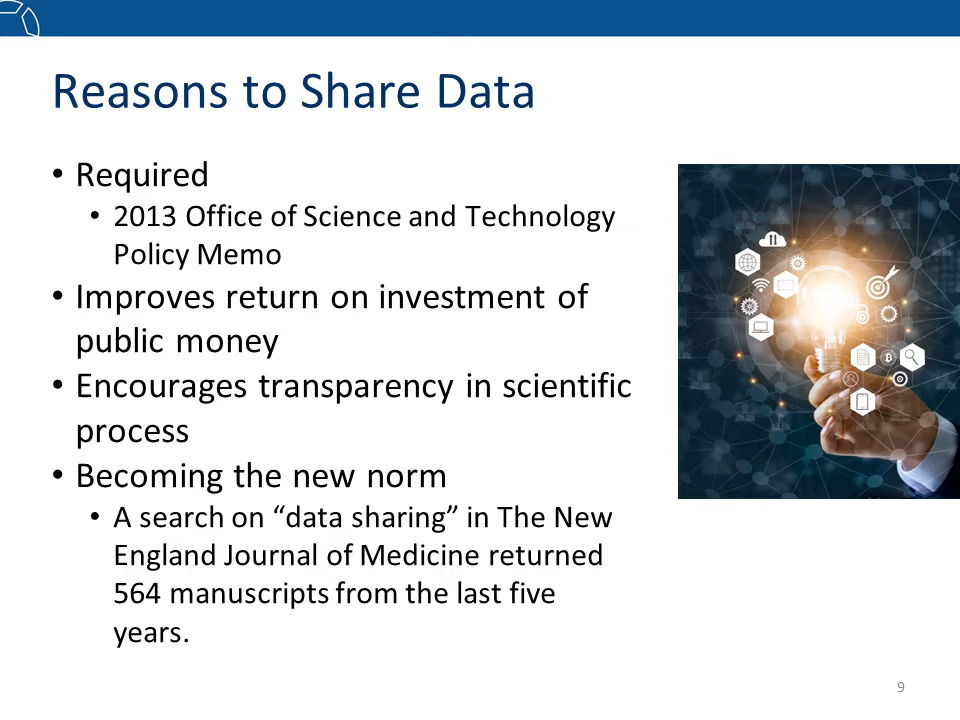 Reasons to Share Data
• Required
• 2013 Office of Science and Technology
Policy Memo
• Improves return on investment of
public money
• Encourages transparency in scientific
process
• Becoming the new norm
• A search on “data sharing” in The New
England Journal of Medicine returned
564 manuscripts from the last five
years.
9